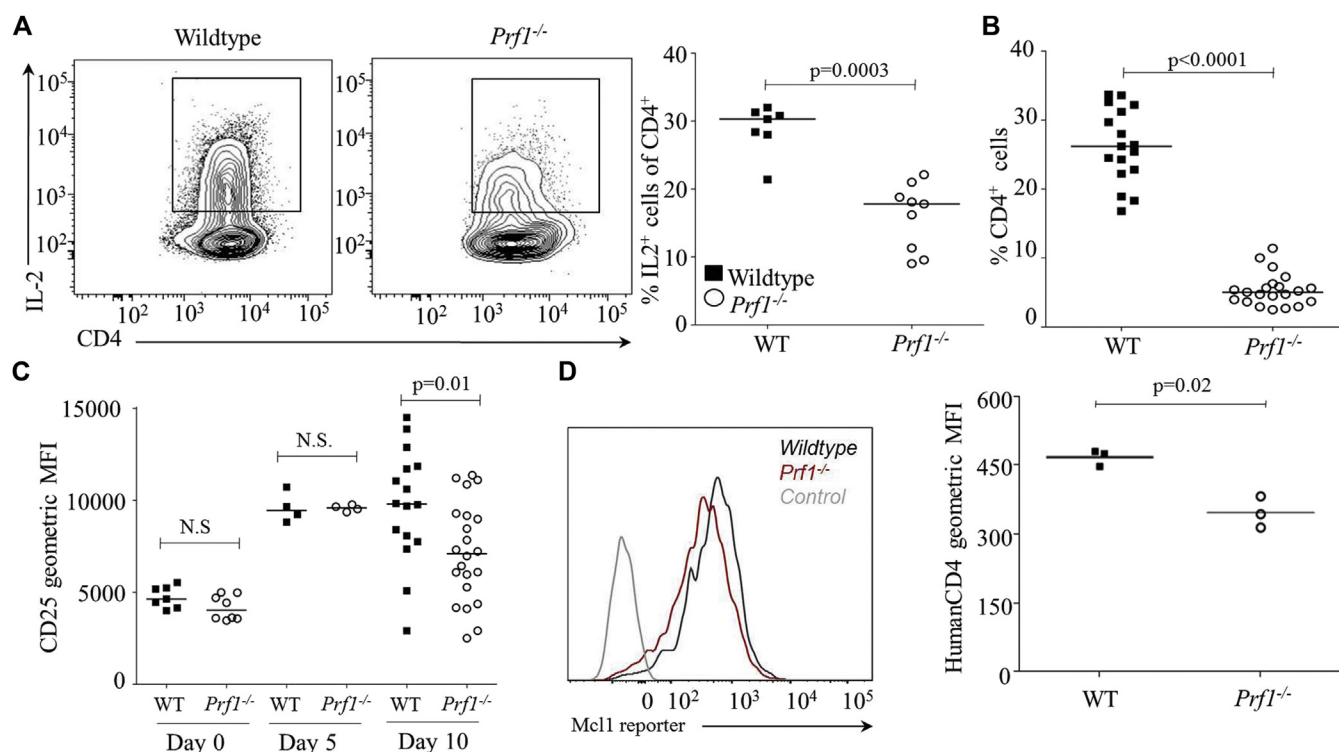 A
Wildtype
Prf1-/-
IL-2
10⁵
10⁴
10³
10²
10² 10³ 10⁴ 10⁵
10² 10³ 10⁴ 10⁵
CD4
% IL2⁺ cells of CD4⁺
40
30
20
10
0
p=0.0003
Wildtype
Prf1-/-
WT
Prf1-/-
B
% CD4⁺ cells
40
30
20
10
0
p<0.0001
WT
Prf1-/-
C
CD25 geometric MFI
15000
10000
5000
0
N.S
N.S.
p=0.01
WT Prf1-/- WT Prf1-/- WT Prf1-/-
Day 0 Day 5 Day 10
D
Wildtype
Prf1-/-
Control
0 10² 10³ 10⁴ 10⁵
Mcl1 reporter
HumanCD4 geometric MFI
600
450
300
150
0
p=0.02
WT
Prf1-/-